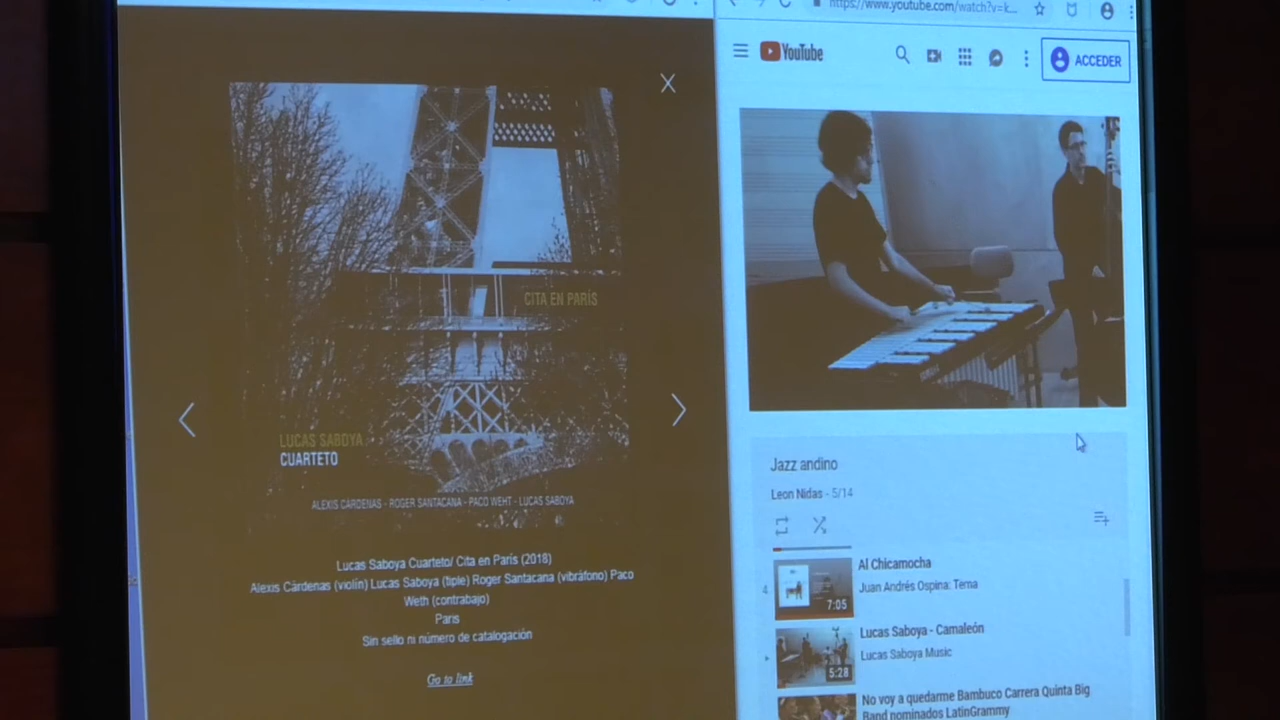 https://www.youtube.com/watch?v=k...
YouTube
ACCEDER
CITA EN PARÍS
LUCAS SABOYA
CUARTETO
ALEXIS CÁRDENAS - ROGER SANTACANA - PACO WEHT - LUCAS SABOYA
Lucas Saboya Cuarteto/ Cita en París (2018)
Alexis Cárdenas (violín) Lucas Saboya (tiple) Roger Santacana (vibráfono) Paco
Weth (contrabajo)
Paris
Sin sello ni número de catalogación
Go to link
Jazz andino
Leon Nidas - 5/14
4
Al Chicamocha
Juan Andrés Ospina: Tema
7:05
Lucas Saboya - Camaleón
Lucas Saboya Music
5:28
No voy a quedarme Bambuco Carrera Quinta Big
Band nominados LatinGrammy